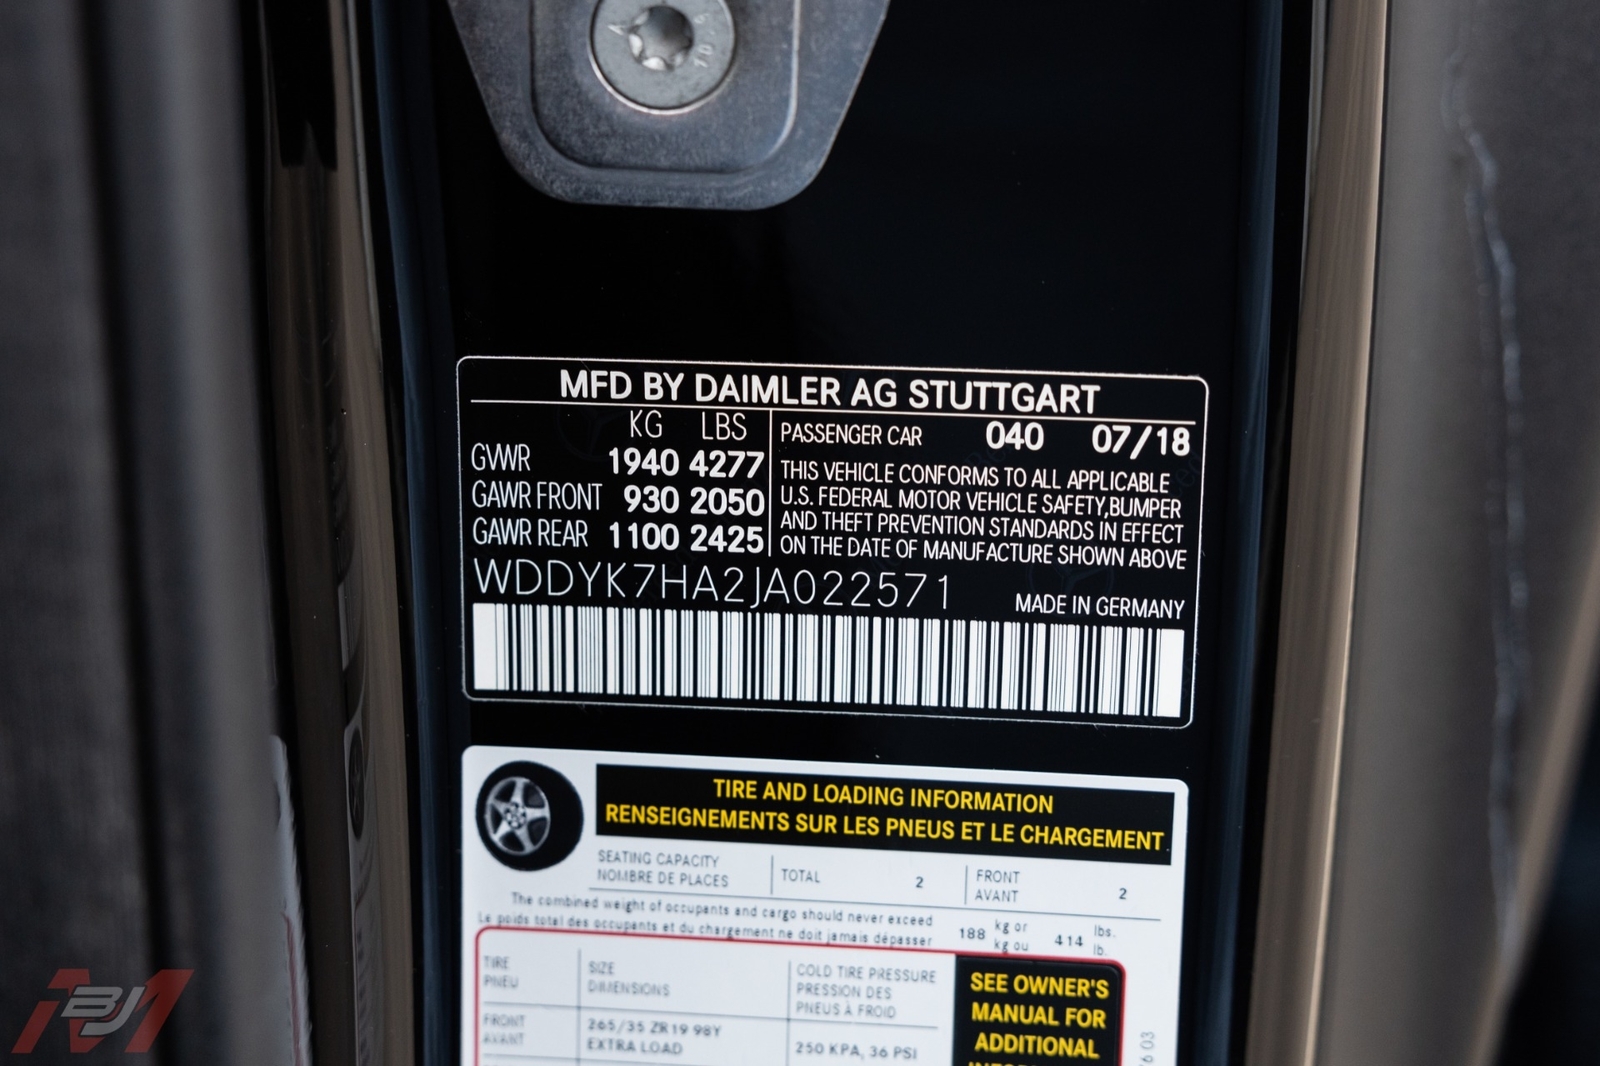 MFD BY DAIMLER AG STUTTGART
KG LBS
GVWR 1940 4277
GAWR FRONT 930 2050
GAWR REAR 1100 2425
PASSENGER CAR 040 07/18
THIS VEHICLE CONFORMS TO ALL APPLICABLE
U.S. FEDERAL MOTOR VEHICLE SAFETY,BUMPER
AND THEFT PREVENTION STANDARDS IN EFFECT
ON THE DATE OF MANUFACTURE SHOWN ABOVE
WDDYK7HA2JA022571
MADE IN GERMANY
TIRE AND LOADING INFORMATION
RENSEIGNEMENTS SUR LES PNEUS ET LE CHARGEMENT
SEATING CAPACITY
NOMBRE DE PLACES
TOTAL 2
FRONT
AVANT
2
The combined weight of occupants and cargo should never exceed
Le poids total des occupants et du chargement ne doit jamais dépasser
188 kg or
kg ou
414 lbs.
lb.
TIRE
PNEU
SIZE
DIMENSIONS
COLD TIRE PRESSURE
PRESSION DES
PNEUS À FROID
FRONT
AVANT
265/35 ZR19 98Y
EXTRA LOAD
250 KPA, 36 PSI
SEE OWNER'S
MANUAL FOR
ADDITIONAL
BJM